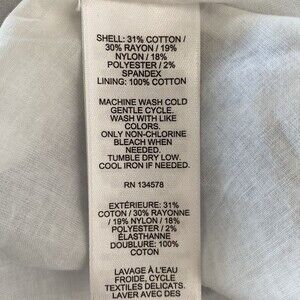 SHELL: 31% COTTON /
30% RAYON / 19%
NYLON / 18%
POLYESTER / 2%
SPANDEX
LINING: 100% COTTON
MACHINE WASH COLD
GENTLE CYCLE.
WASH WITH LIKE
COLORS.
ONLY NON-CHLORINE
BLEACH WHEN
NEEDED.
TUMBLE DRY LOW.
COOL IRON IF NEEDED.
RN 134578
EXTÉRIEURE: 31%
COTON / 30% RAYONNE
/ 19% NYLON / 18%
POLYESTER / 2%
ÉLASTHANNE
DOUBLURE: 100%
COTON
LAVAGE À L'EAU
FROIDE, CYCLE
TEXTILES DELICATS.
LAVER AVEC DES